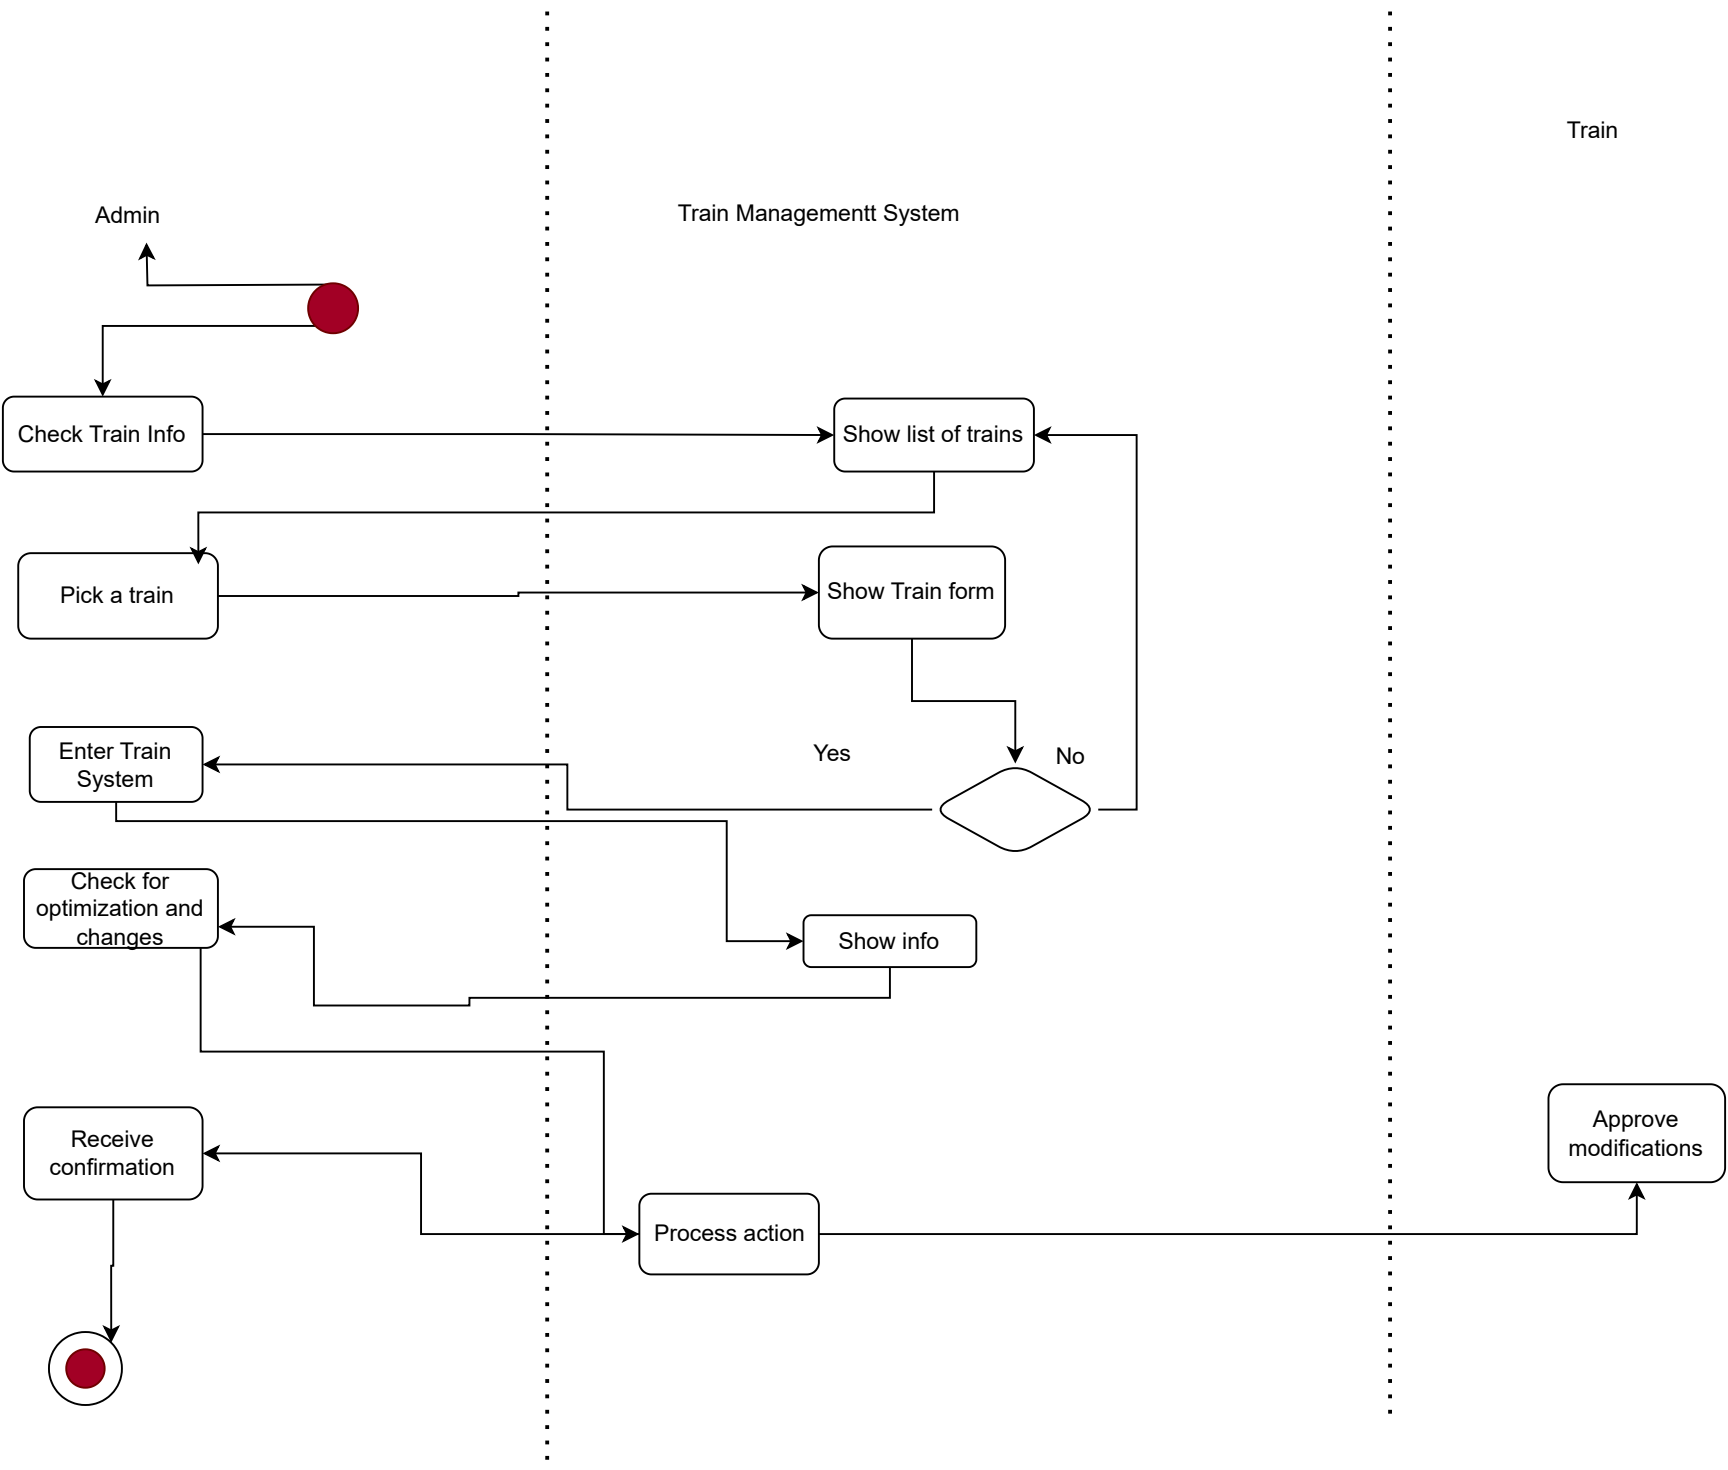 Train
Admin
Train Managementt System
Check Train Info
Show list of trains
Pick a train
Show Train form
Enter Train
System
Yes
No
Check for
optimization and
changes
Show info
Receive
confirmation
Approve
modifications
Process action